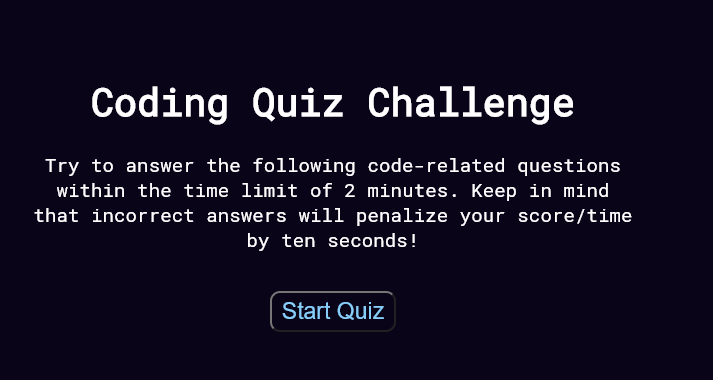 Coding Quiz Challenge
Try to answer the following code-related questions
within the time limit of 2 minutes. Keep in mind
that incorrect answers will penalize your score/time
by ten seconds!
Start Quiz